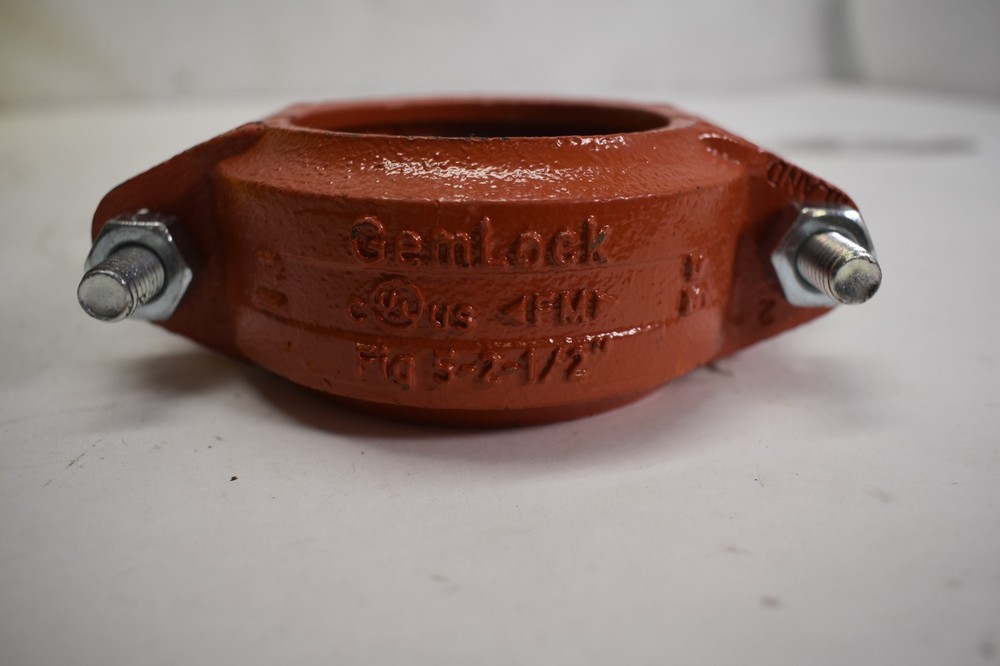 GemLock
c UL us <FM>
Fig 5-2-1/2"